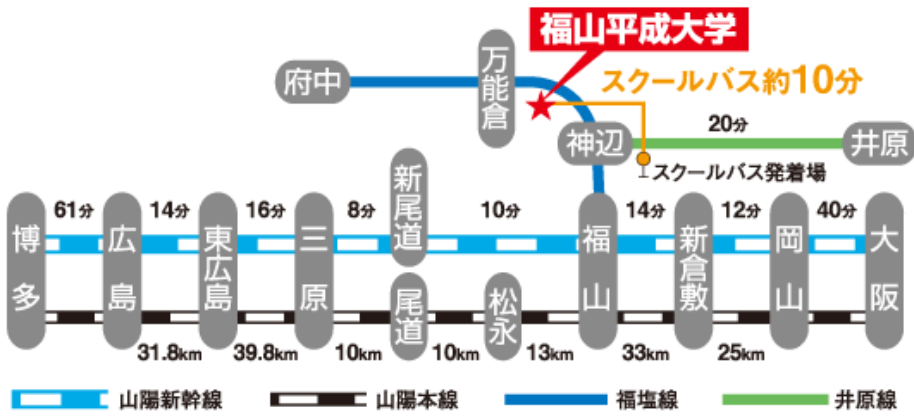 福山平成大学
府中
万能倉
スクールバス約10分
神辺
20分
井原
スクールバス発着場
新尾道
61分
14分
16分
8分
10分
14分
12分
40分
博多
広島
東広島
三原
福山
新倉敷
岡山
大阪
尾道
松永
31.8km
39.8km
10km
10km
13km
33km
25km
山陽新幹線
山陽本線
福塩線
井原線